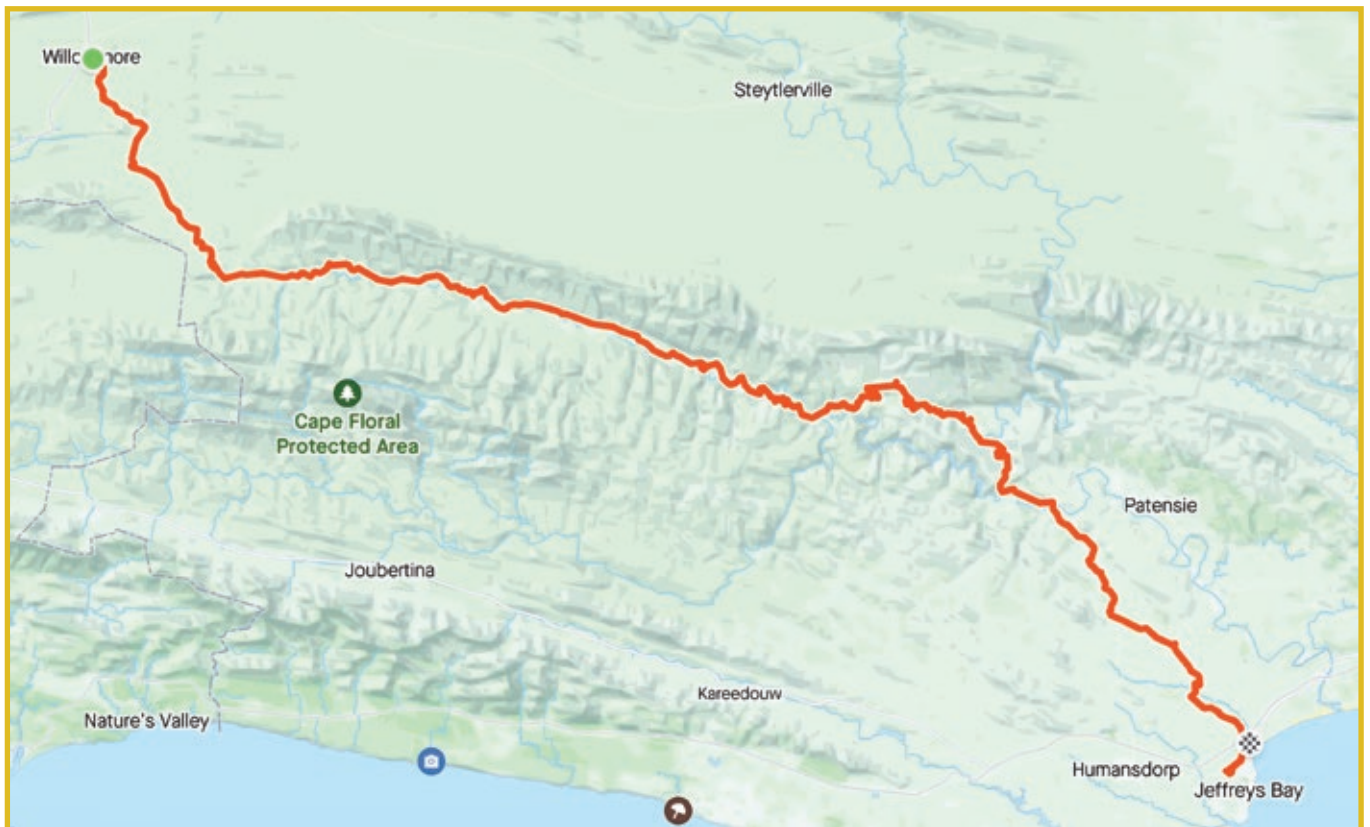 Steytlerville
Cape Floral
Protected Area
Patensie
Joubertina
Kareedouw
Nature's Valley
Humansdorp
Jeffreys Bay